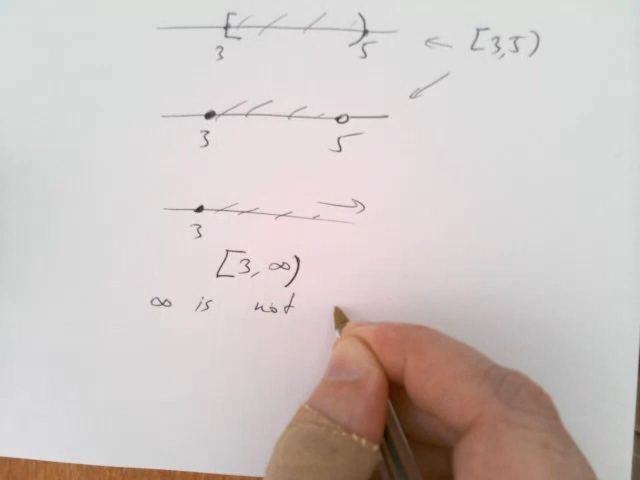 3 5 [3,5)
3 5
3
[3, ∞)
∞ is not